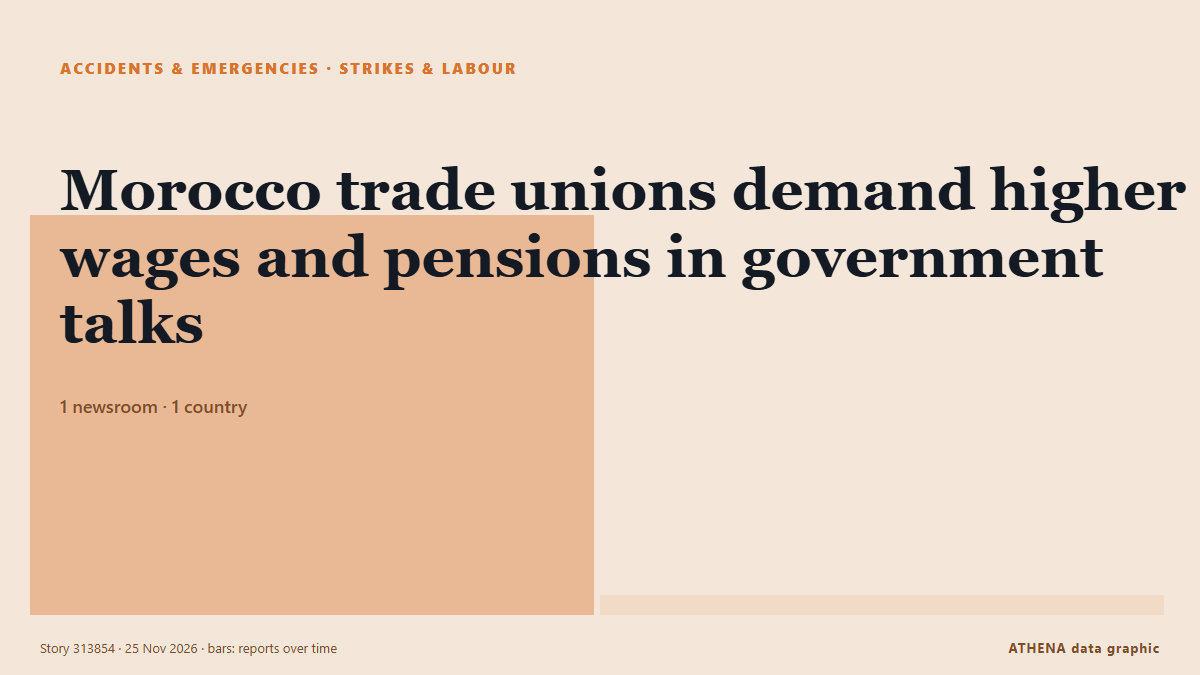 ACCIDENTS & EMERGENCIES · STRIKES & LABOUR
Morocco trade unions demand higher
wages and pensions in government
talks
1 newsroom · 1 country
Story 313854 · 25 Nov 2026 · bars: reports over time
ATHENA data graphic